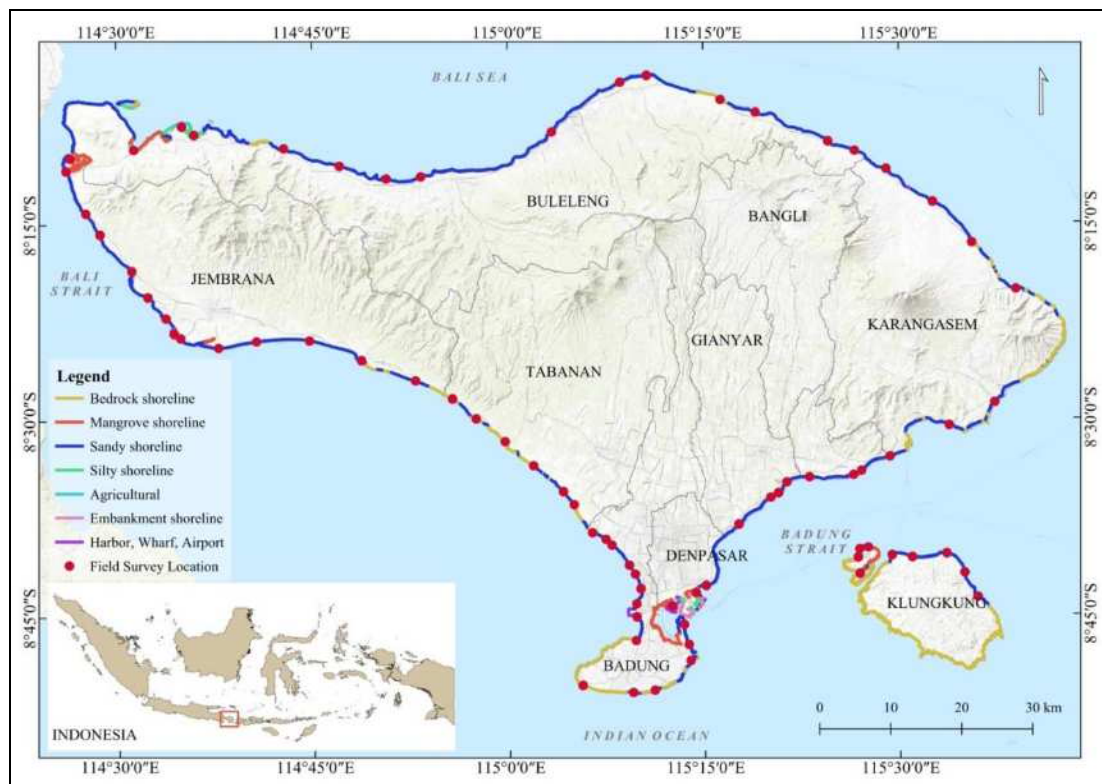 114°30'0"E 114°45'0"E 115°0'0"E 115°15'0"E 115°30'0"E
BALI SEA
BULELENG
BANGLI
8°15'0"S
8°15'0"S
BALI
STRAIT
JEMBRANA
KARANGASEM
GIANYAR
TABANAN
Legend
Bedrock shoreline
Mangrove shoreline
Sandy shoreline
Silty shoreline
Agricultural
Embankment shoreline
Harbor, Wharf, Airport
Field Survey Location
8°30'0"S
8°30'0"S
BADUNG
STRAIT
DENPASAR
KLUNGKUNG
8°45'0"S
8°45'0"S
BADUNG
0 10 20 30 km
INDONESIA
INDIAN OCEAN
114°30'0"E 114°45'0"E 115°0'0"E 115°15'0"E 115°30'0"E